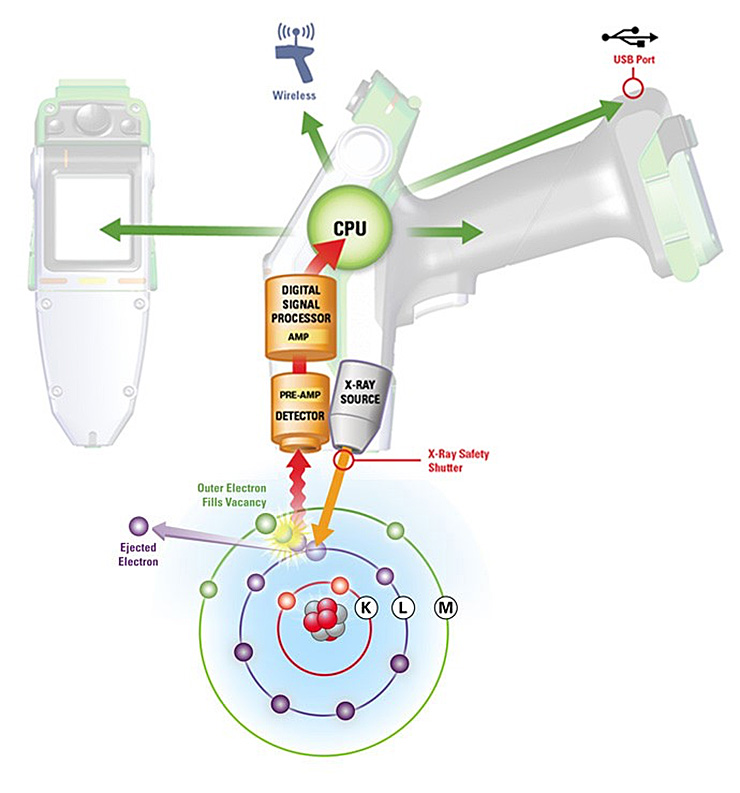 USB Port
Wireless
CPU
DIGITAL
SIGNAL
PROCESSOR
AMP
X-RAY
SOURCE
PRE-AMP
DETECTOR
X-Ray Safety
Shutter
Outer Electron
Fills Vacancy
Ejected
Electron
K
L
M